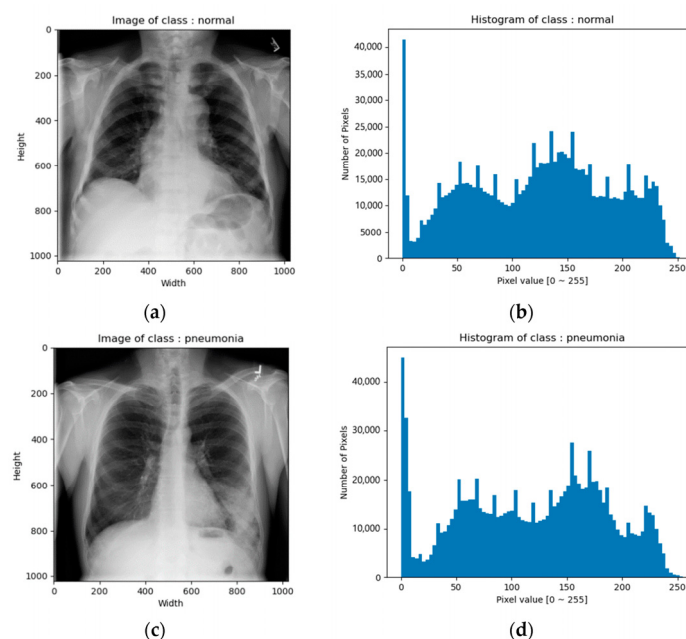 Image of class : normal
0
200
400
600
800
1000
Height
0 200 400 600 800 1000
Width
(a)
Histogram of class : normal
40,000
35,000
30,000
25,000
20,000
15,000
10,000
5000
0
Number of Pixels
0 50 100 150 200 250
Pixel value [0 ~ 255]
(b)
Image of class : pneumonia
0
200
400
600
800
1000
Height
0 200 400 600 800 1000
Width
(c)
Histogram of class : pneumonia
40,000
30,000
20,000
10,000
0
Number of Pixels
0 50 100 150 200 250
Pixel value [0 ~ 255]
(d)